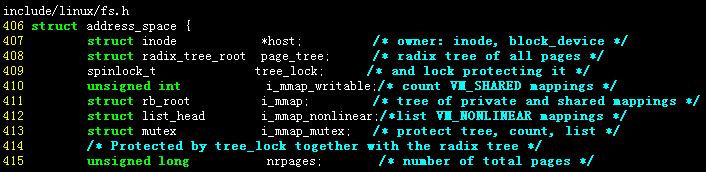 include/linux/fs.h
406 struct address_space {
407 struct inode *host; /* owner: inode, block_device */
408 struct radix_tree_root page_tree; /* radix tree of all pages */
409 spinlock_t tree_lock; /* and lock protecting it */
410 unsigned int i_mmap_writable;/* count VM_SHARED mappings */
411 struct rb_root i_mmap; /* tree of private and shared mappings */
412 struct list_head i_mmap_nonlinear;/*list VM_NONLINEAR mappings */
413 struct mutex i_mmap_mutex; /* protect tree, count, list */
414 /* Protected by tree_lock together with the radix tree */
415 unsigned long nrpages; /* number of total pages */